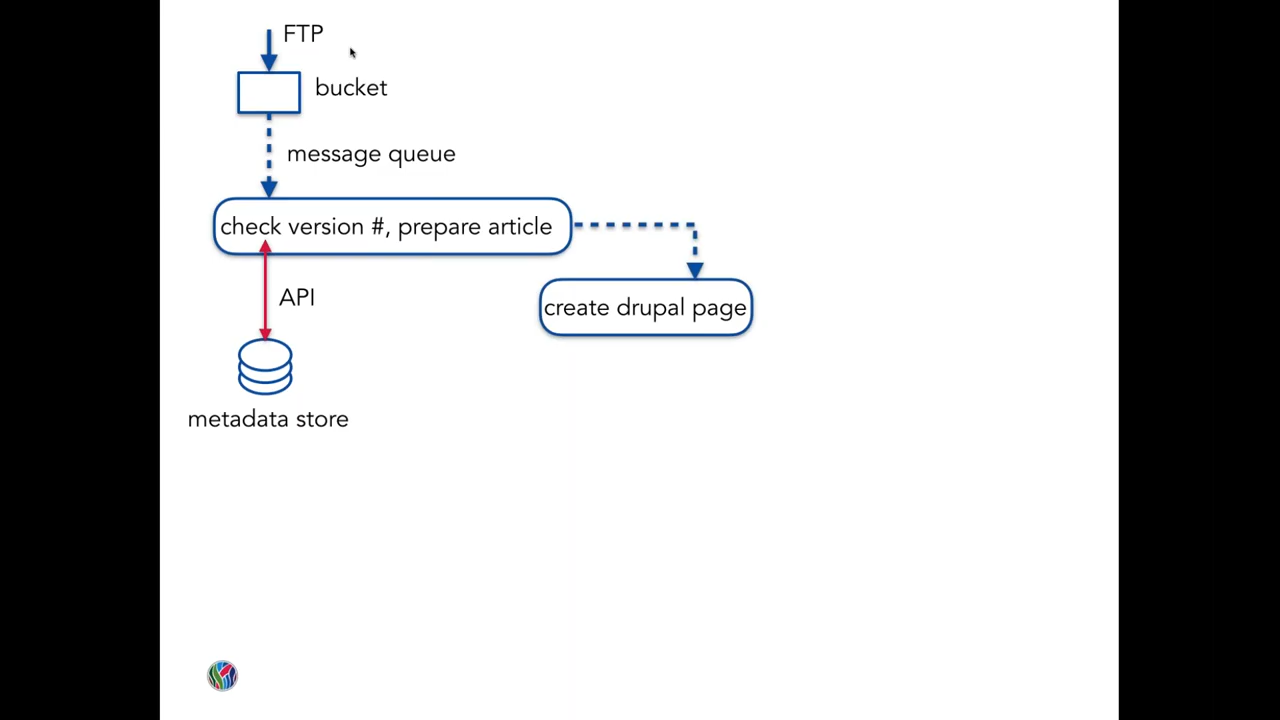 FTP
bucket
message queue
check version #, prepare article
API
create drupal page
metadata store